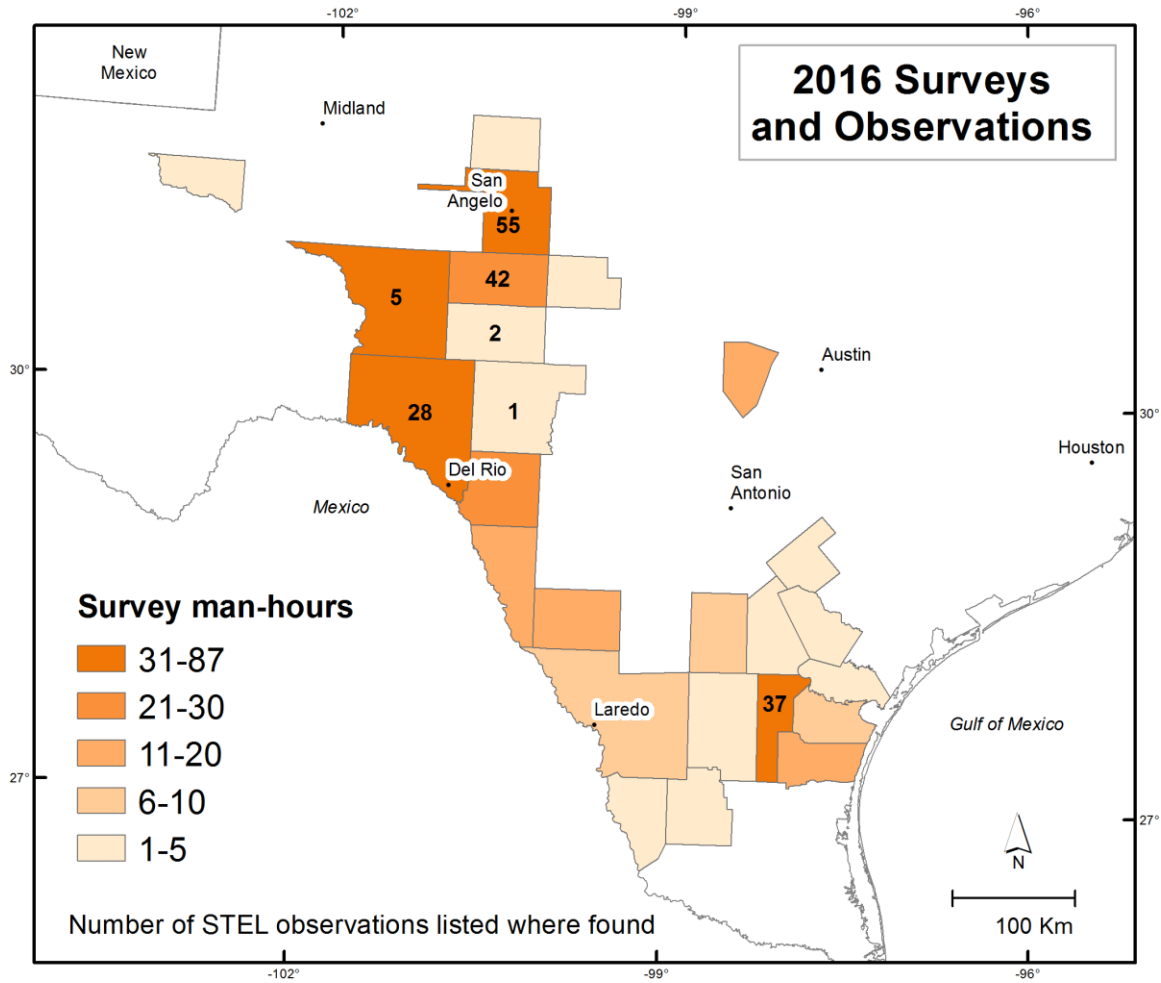 -102°
-99°
-96°
New
Mexico
2016 Surveys
and Observations
Midland
San
Angelo
55
42
5
2
30°
Austin
28
1
30°
Houston
Del Rio
San
Antonio
Mexico
Survey man-hours
31-87
21-30
11-20
6-10
1-5
37
Laredo
Gulf of Mexico
27°
27°
N
100 Km
Number of STEL observations listed where found
-102°
-99°
-96°